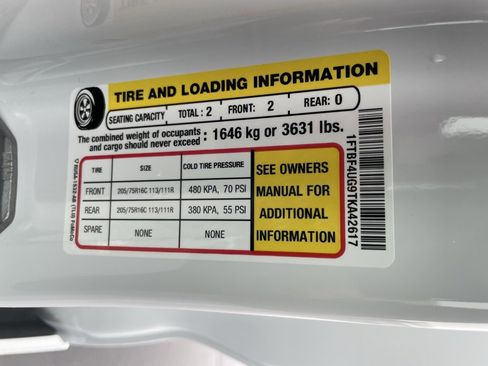 TIRE AND LOADING INFORMATION
SEATING CAPACITY TOTAL : 2 FRONT: 2 REAR: 0
The combined weight of occupants and cargo should never exceed : 1646 kg or 3631 lbs.
TIRE SIZE COLD TIRE PRESSURE
FRONT 205/75R16C 113/111R 480 KPA, 70 PSI
REAR 205/75R16C 113/111R 380 KPA, 55 PSI
SPARE NONE NONE
SEE OWNERS
MANUAL FOR
ADDITIONAL
INFORMATION
1FTBF4UG9TKA42617